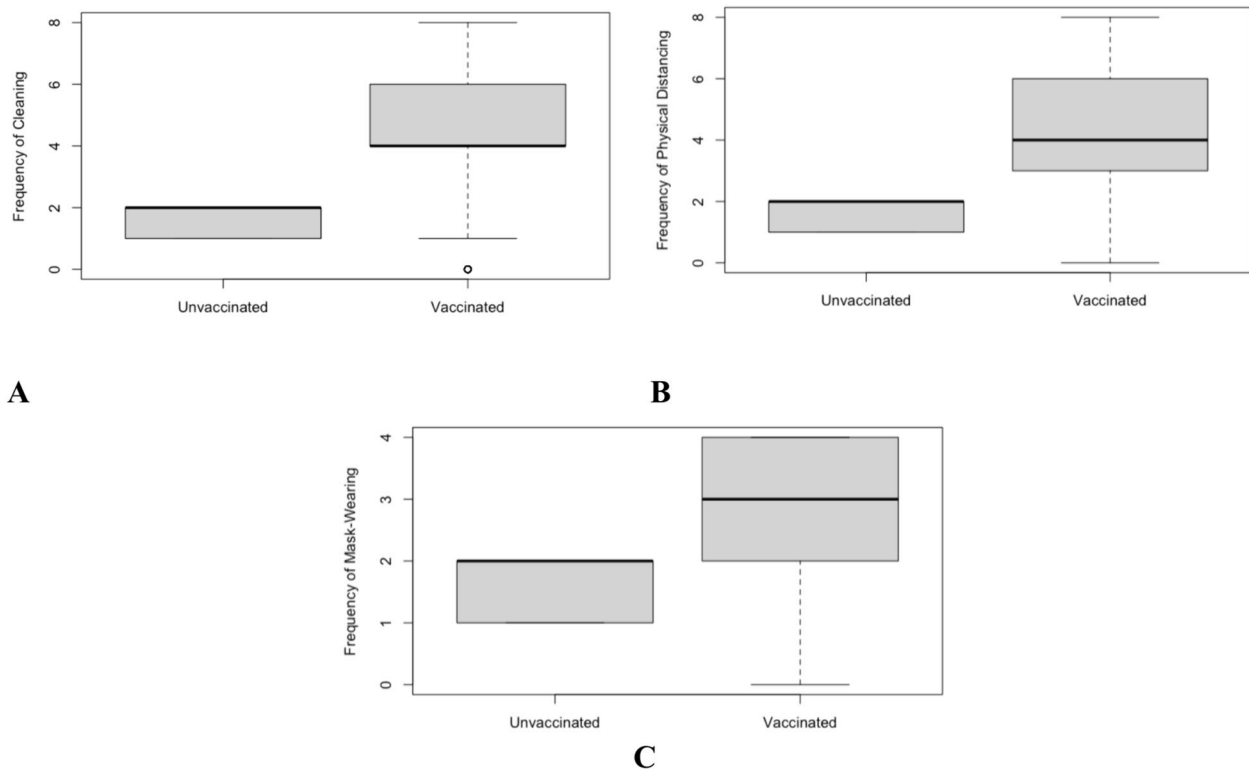 Frequency of Cleaning
8
6
4
2
0
Unvaccinated Vaccinated
A
Frequency of Physical Distancing
8
6
4
2
0
Unvaccinated Vaccinated
B
Frequency of Mask-Wearing
4
3
2
1
0
Unvaccinated Vaccinated
C